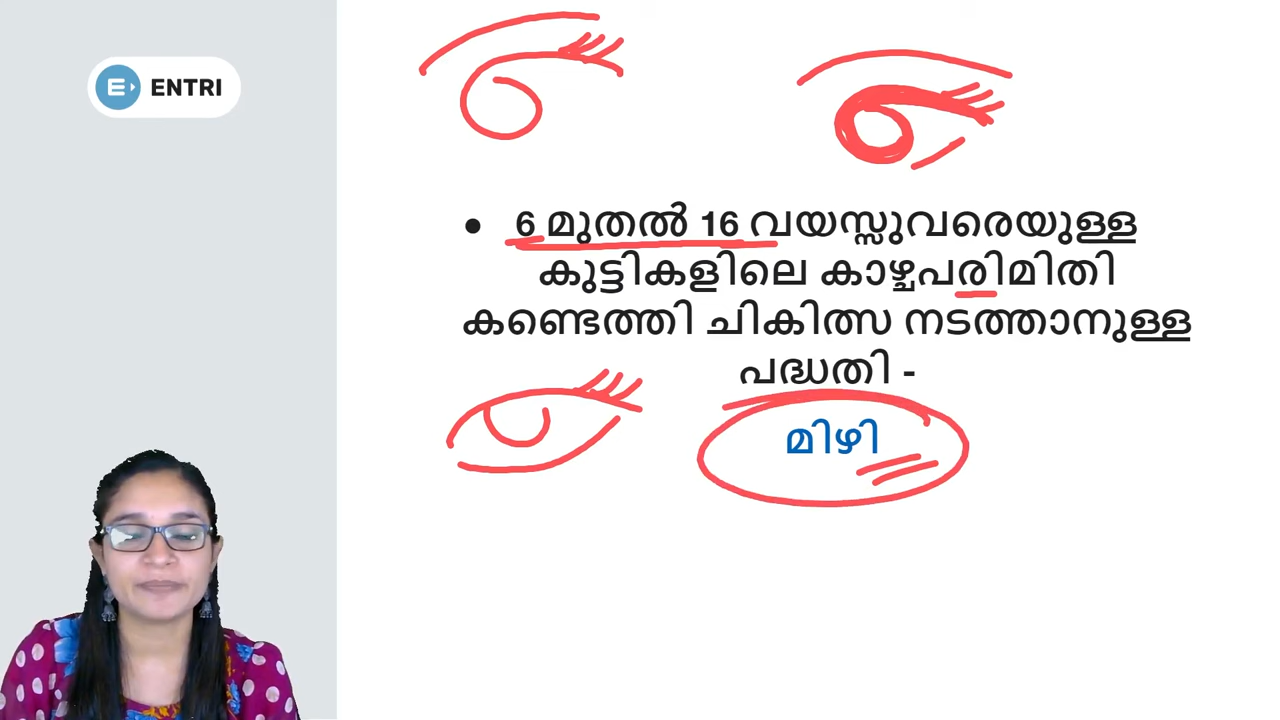 ENTRI
• 6 മുതൽ 16 വയസ്സുവരെയുള്ള
കുട്ടികളിലെ കാഴ്ചപരിമിതി
കണ്ടെത്തി ചികിത്സ നടത്താനുള്ള
പദ്ധതി -
മിഴി